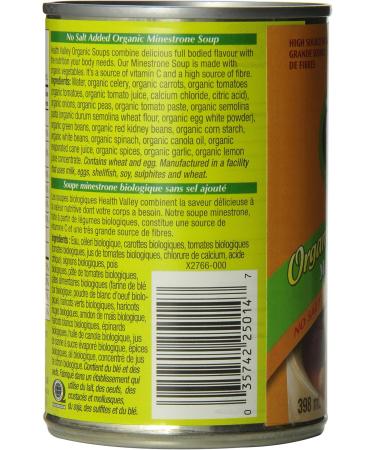 No Salt Added Organic Minestrone Soup
Health Valley Organic Soups combine delicious full bodied flavour with
the nutrition your body needs. Our Minestrone Soup is made with
organic vegetables. It's a source of vitamin C and a high source of fibre.
Ingredients: Water, organic celery, organic carrots, organic tomatoes
(organic tomatoes, organic tomato juice, calcium chloride, citric acid),
organic onions, organic peas, organic tomato paste, organic semolina
pasta (organic durum semolina wheat flour, organic egg white powder),
organic green beans, organic red kidney beans, organic corn starch,
organic white beans, organic spinach, organic canola oil, organic
evaporated cane juice, organic spices, organic garlic, organic lemon
juice concentrate. Contains wheat and egg. Manufactured in a facility
that uses milk, eggs, shellfish, soy, sulphites and wheat.
Soupe minestrone biologique sans sel ajouté
Les soupes biologiques Health Valley combinent la saveur délicieuse à
la valeur nutritive dont votre corps a besoin. Notre soupe minestrone,
faite à partir de légumes biologiques, constitue une source de
vitamine C et une très grande source de fibres.
Ingrédients : Eau, céleri biologique, carottes biologiques, tomates biologiques
tomates biologiques, jus de tomates biologiques, chlorure de calcium, acide
citrique), oignons biologiques, pois
X2766-000
biologiques, pâte de tomates biologiques,
pâtes alimentaires biologiques (farine de blé
biologique, poudre de blanc d'oeuf biolo-
gique), haricots verts biologiques, haricots
rouges biologiques, amidon de maïs biologique,
haricots blancs biologiques, épinards
biologiques, huile de canola biologique, jus
de canne à sucre évaporé biologique, épices
biologiques, ail biologique, concentré de jus
de citron biologique. Contient du blé et des
oeufs. Fabriqué dans un établissement qui
utilise du lait, des oeufs, des
crustacés et mollusques,
du soja, des sulfites et du blé.
0 35742 25014 7
HIGH SOURCE
GRANDE
DE FIBRES
Organ
NO SALT
398 mL